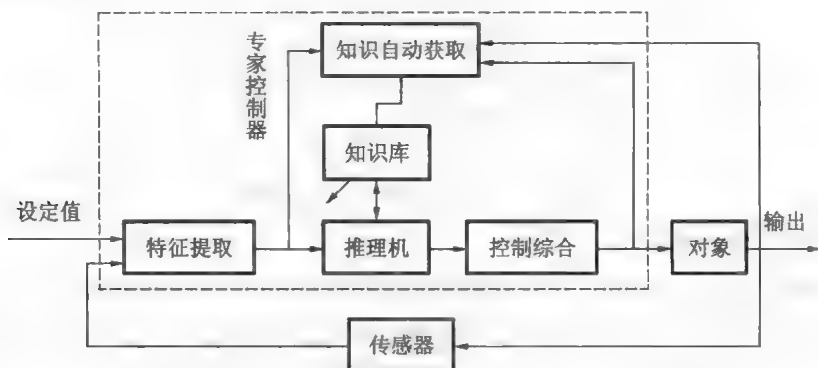 专家控制器
知识自动获取
知识库
设定值
特征提取
推理机
控制综合
对象
输出
传感器